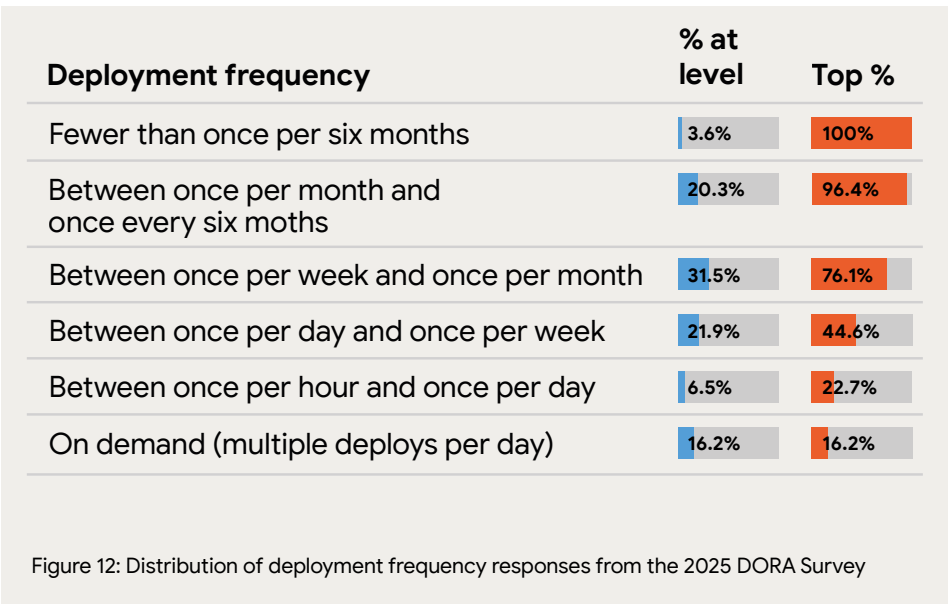 Deployment frequency % at level Top %
Fewer than once per six months 3.6% 100%
Between once per month and 20.3% 96.4%
once every six moths
Between once per week and once per month 31.5% 76.1%
Between once per day and once per week 21.9% 44.6%
Between once per hour and once per day 6.5% 22.7%
On demand (multiple deploys per day) 16.2% 16.2%
Figure 12: Distribution of deployment frequency responses from the 2025 DORA Survey